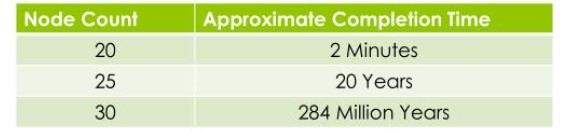 Node Count Approximate Completion Time
20 2 Minutes
25 20 Years
30 284 Million Years